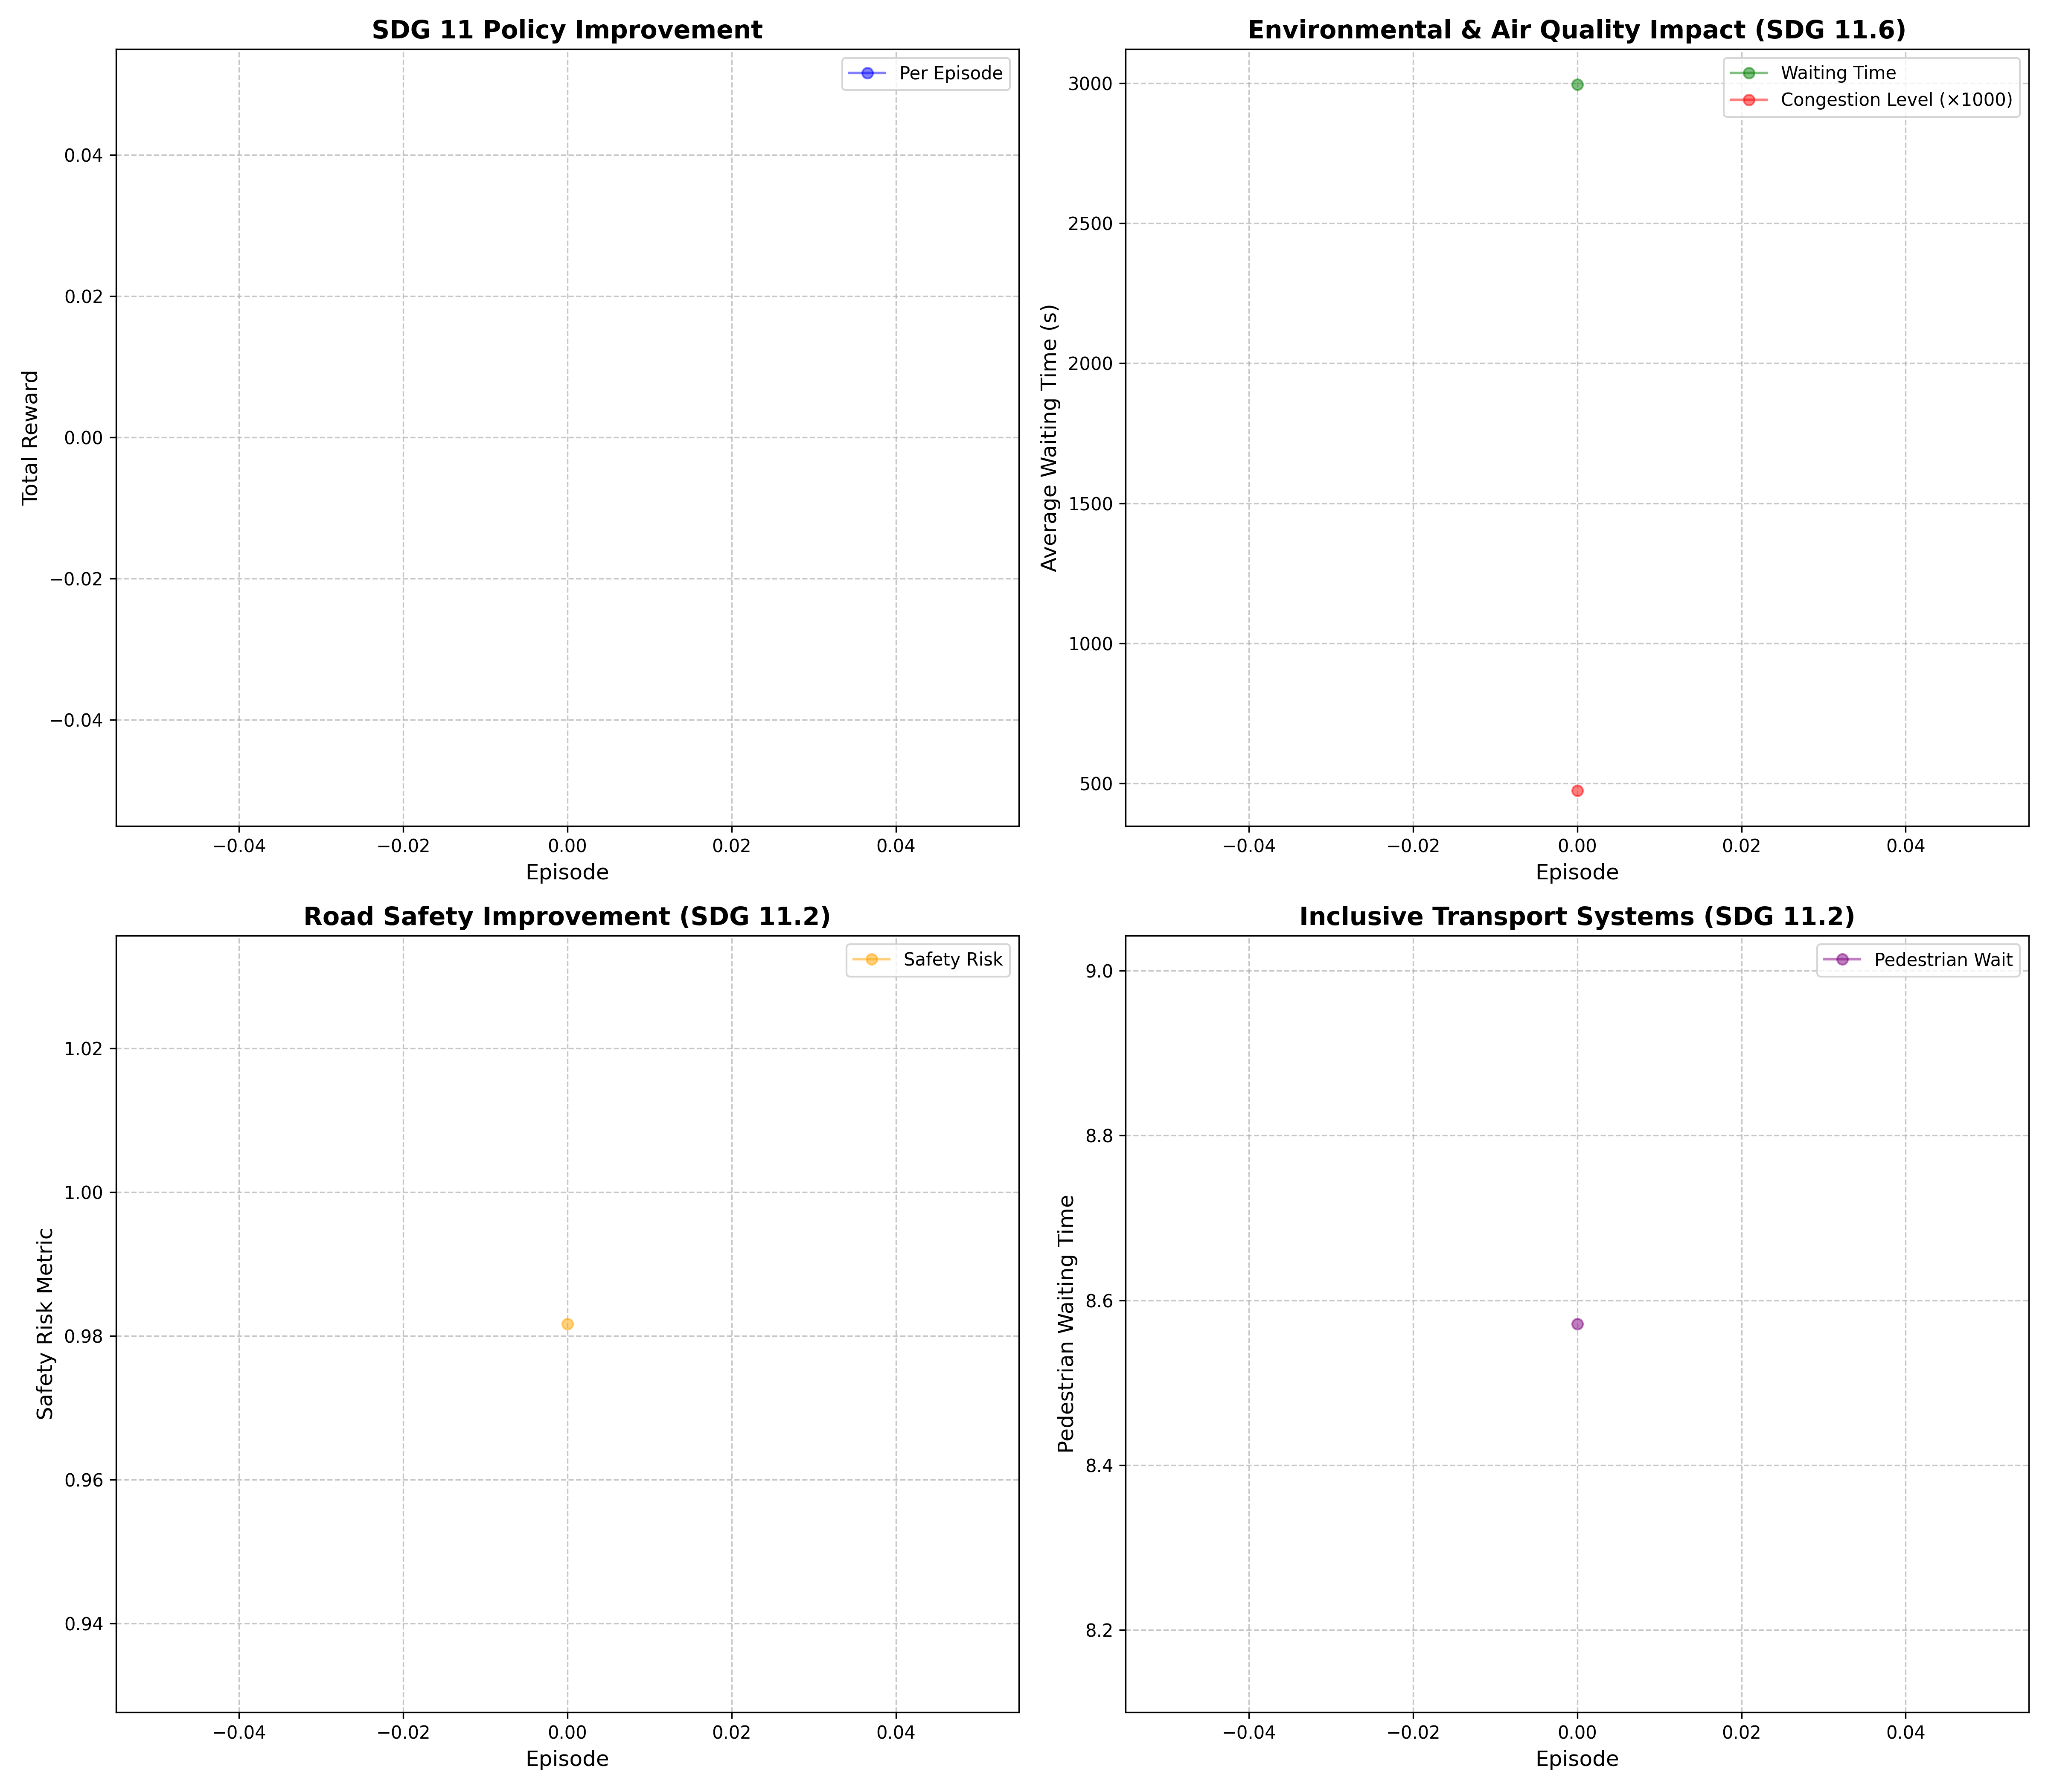 SDG 11 Policy Improvement
Per Episode
Total Reward
0.04
0.02
0.00
−0.02
−0.04
−0.04
−0.02
0.00
0.02
0.04
Episode
Environmental & Air Quality Impact (SDG 11.6)
Waiting Time
Congestion Level (×1000)
Average Waiting Time (s)
3000
2500
2000
1500
1000
500
−0.04
−0.02
0.00
0.02
0.04
Episode
Road Safety Improvement (SDG 11.2)
Safety Risk
Safety Risk Metric
1.02
1.00
0.98
0.96
0.94
−0.04
−0.02
0.00
0.02
0.04
Episode
Inclusive Transport Systems (SDG 11.2)
Pedestrian Wait
Pedestrian Waiting Time
9.0
8.8
8.6
8.4
8.2
−0.04
−0.02
0.00
0.02
0.04
Episode